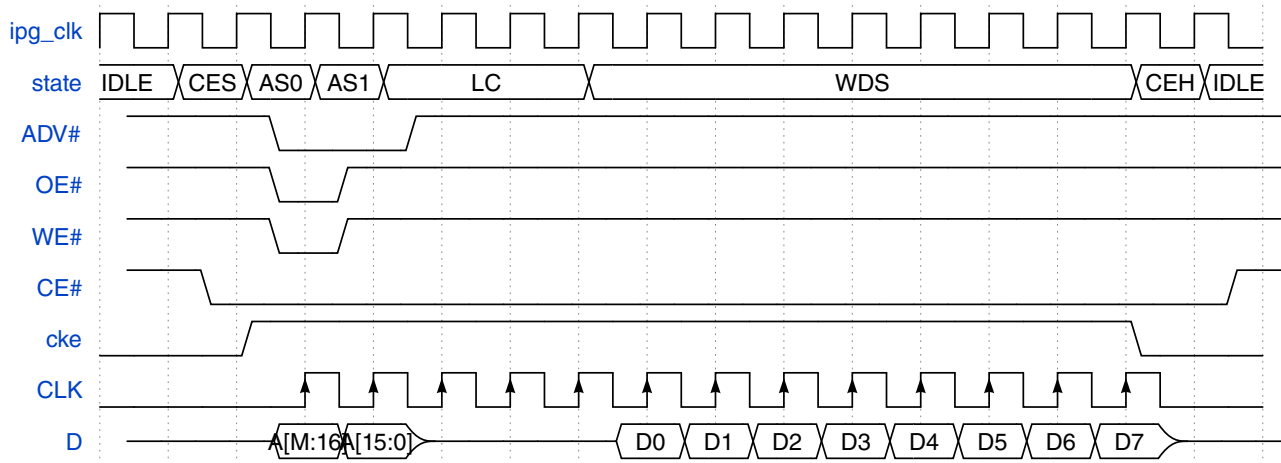 ipg_clk
state IDLE CES AS0 AS1 LC WDS CEH IDLE
ADV#
OE#
WE#
CE#
cke
CLK
D A[M:16] A[15:0] D0 D1 D2 D3 D4 D5 D6 D7